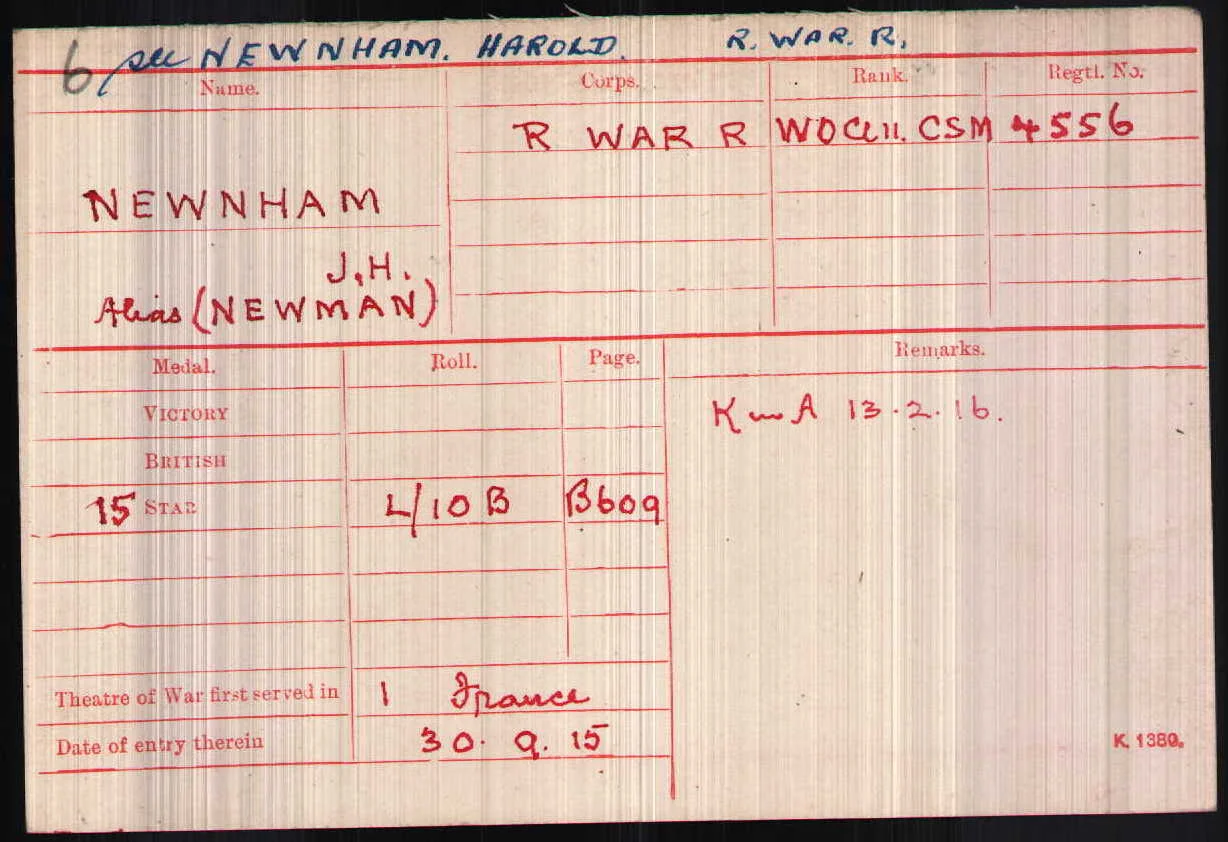 6 see NEWNHAM. HAROLD. R. WAR. R.
Name. Corps. Rank. Regtl. No.
R WAR R WOCl II. CSM 4556
NEWNHAM
J.H.
Alias (NEWMAN)
Medal. Roll. Page. Remarks.
VICTORY
K in A 13.2.16.
BRITISH
15 STAR L/10 B B609
Theatre of War first served in 1 France
Date of entry therein 30. 9. 15
K. 1380.